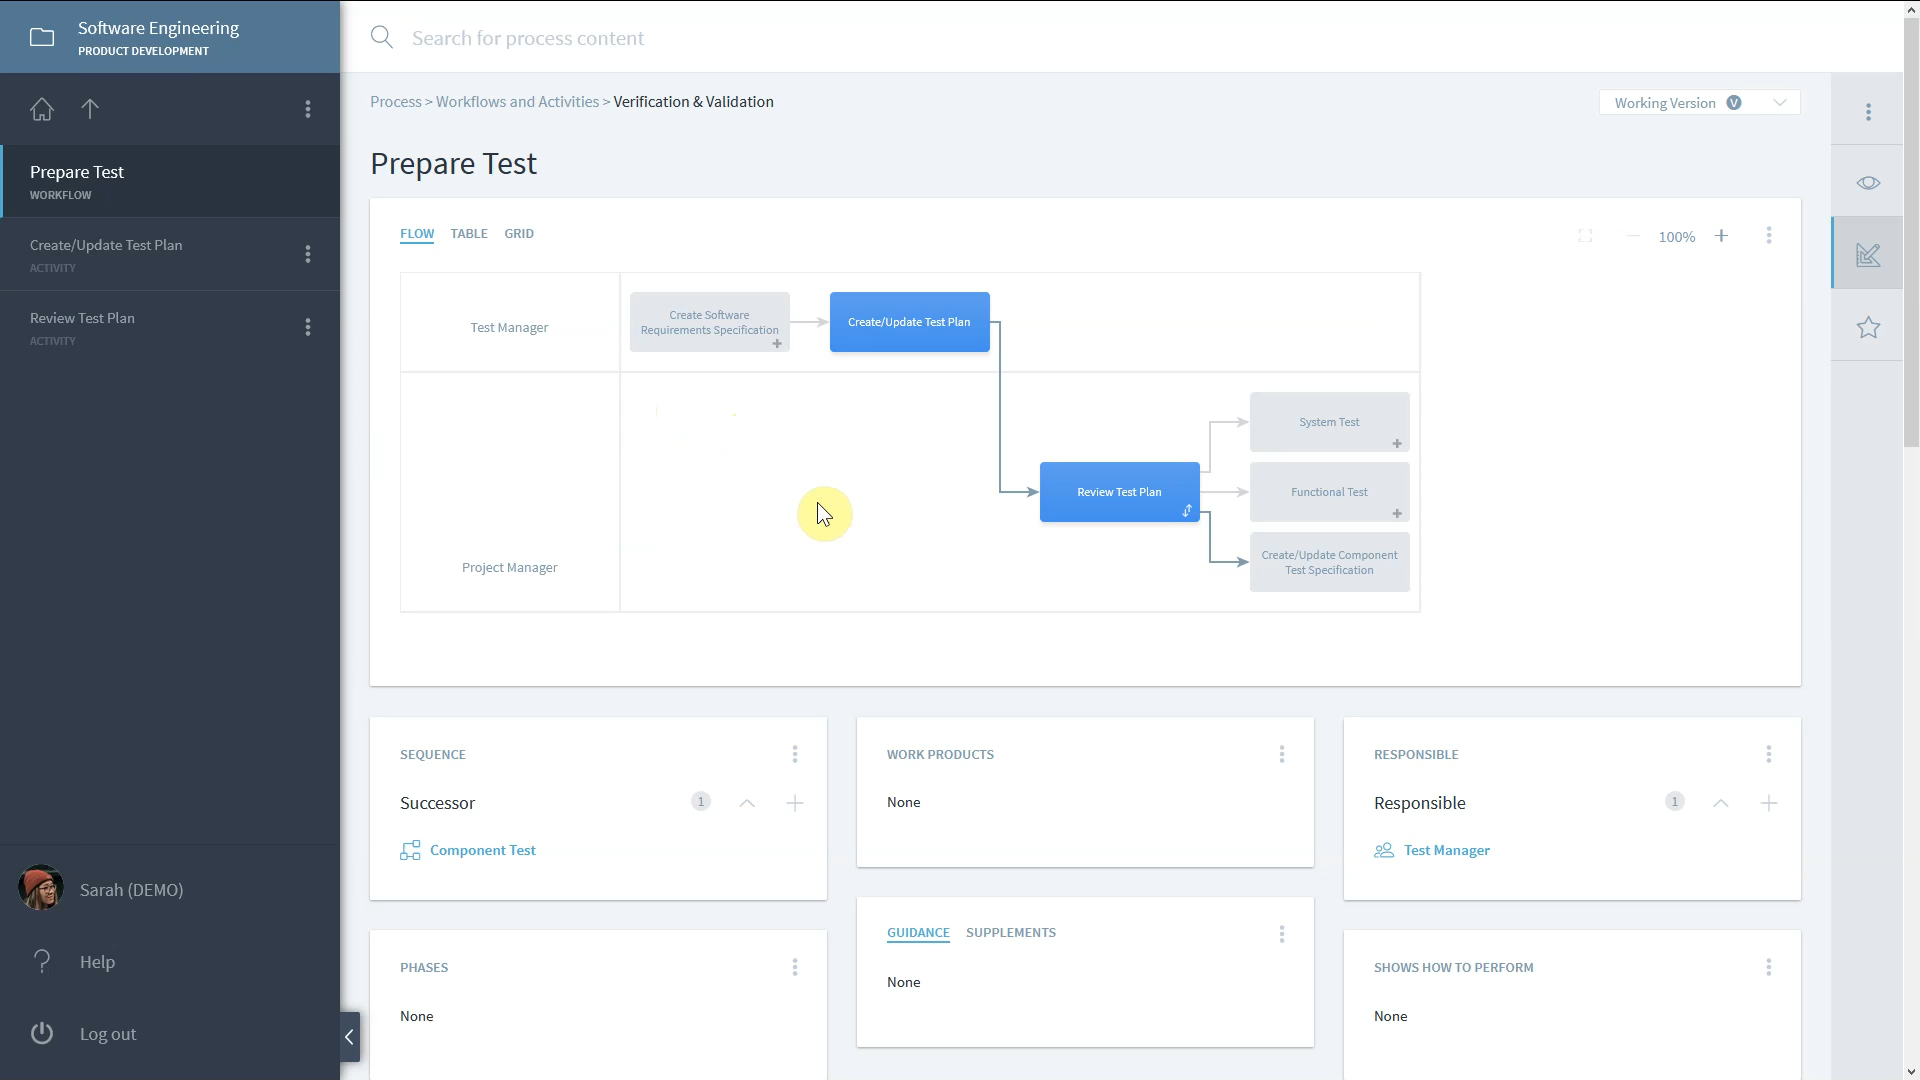 Software Engineering
PRODUCT DEVELOPMENT
Search for process content
Process > Workflows and Activities > Verification & Validation
Working Version V
Prepare Test
WORKFLOW
Create/Update Test Plan
ACTIVITY
Review Test Plan
ACTIVITY
Prepare Test
FLOW TABLE GRID
100%
Test Manager
Create Software
Requirements Specification
Create/Update Test Plan
Project Manager
System Test
Review Test Plan
Functional Test
Create/Update Component
Test Specification
SEQUENCE
Successor 1
Component Test
WORK PRODUCTS
None
RESPONSIBLE
Responsible 1
Test Manager
PHASES
None
GUIDANCE SUPPLEMENTS
None
SHOWS HOW TO PERFORM
None
Sarah (DEMO)
Help
Log out